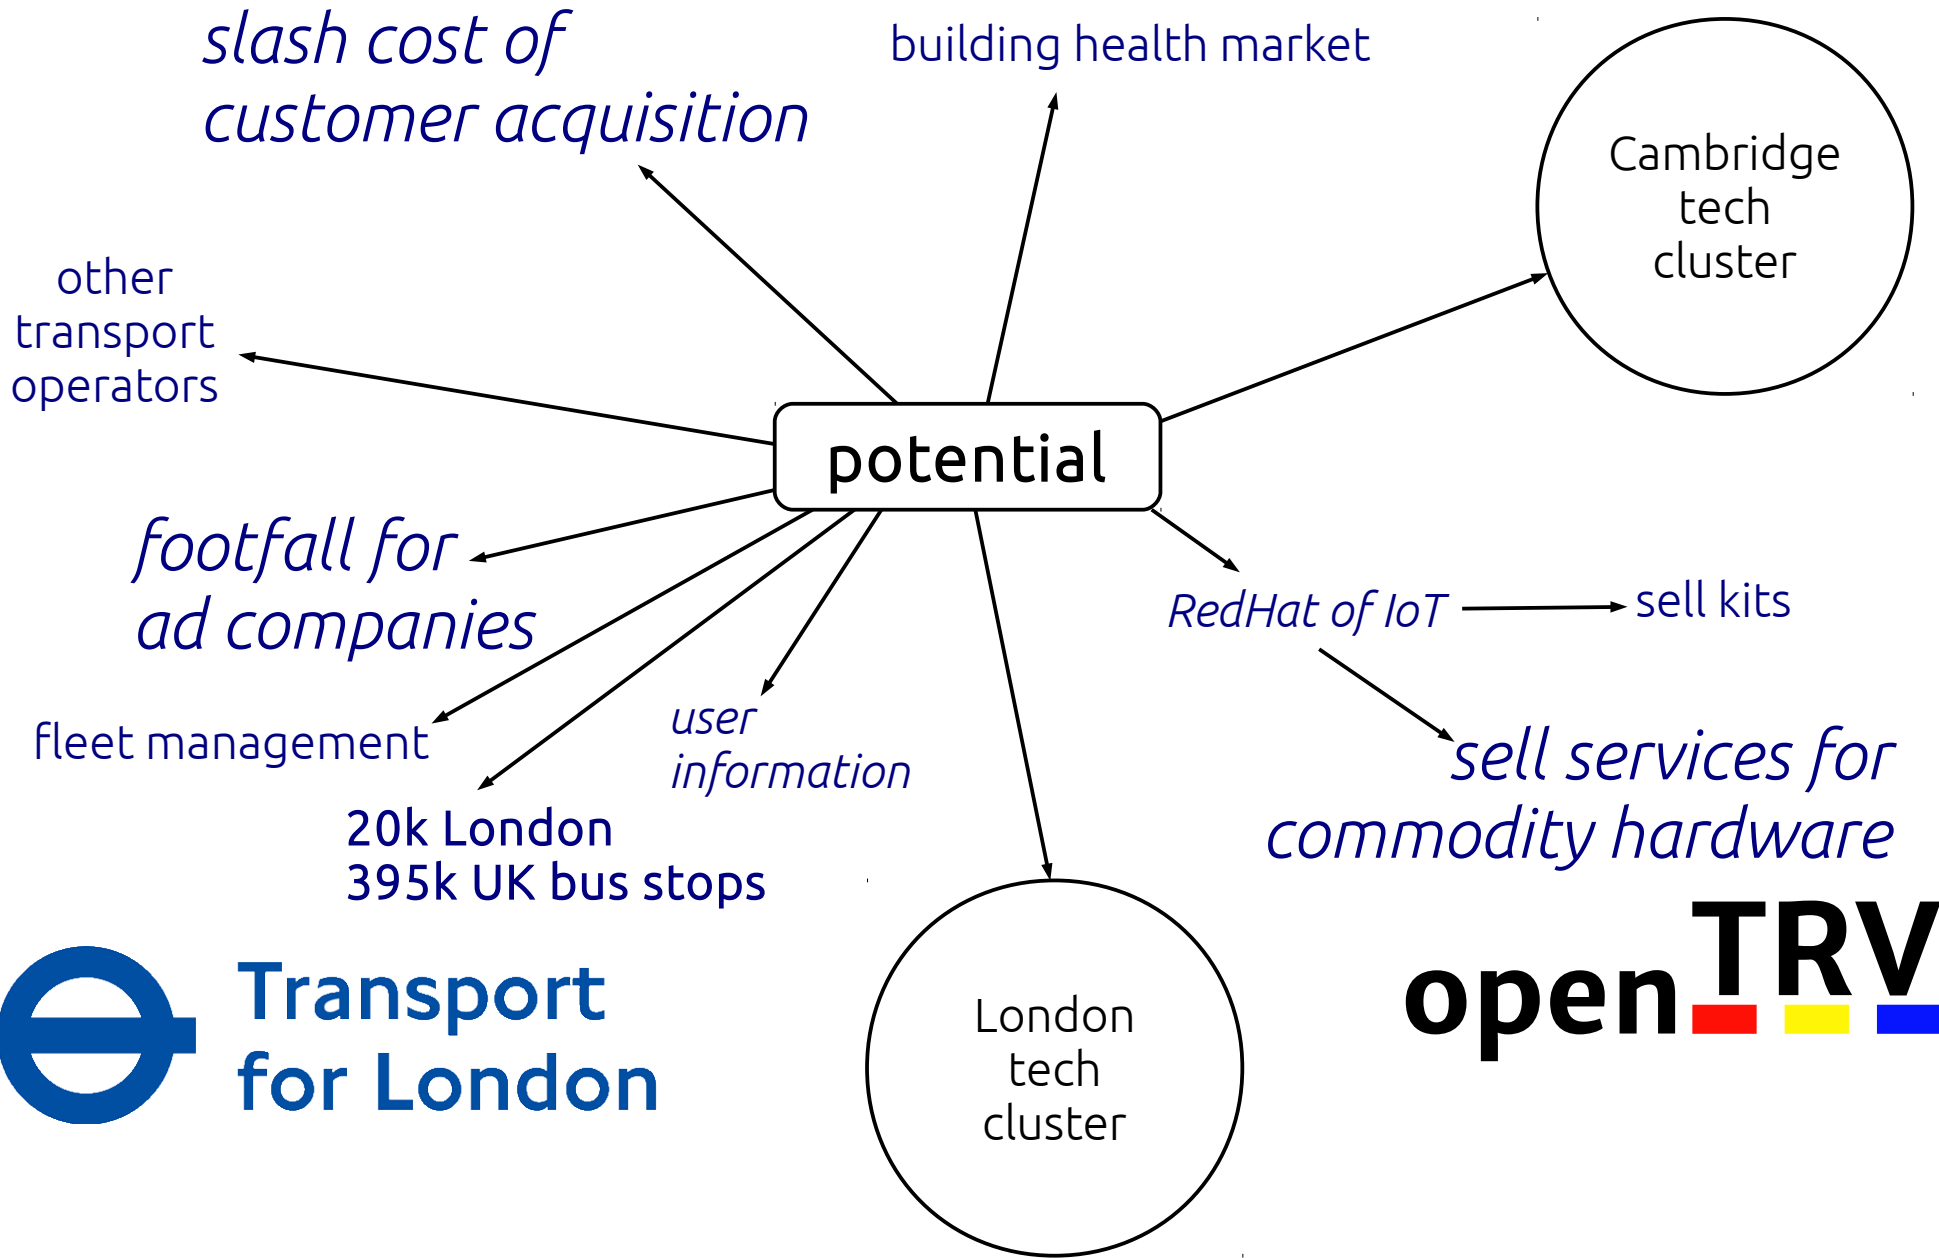 slash cost of
customer acquisition
building health market
Cambridge
tech
cluster
other
transport
operators
potential
footfall for
ad companies
RedHat of IoT
sell kits
fleet management
user
information
sell services for
commodity hardware
20k London
395k UK bus stops
Transport
for London
London
tech
cluster
openTRV